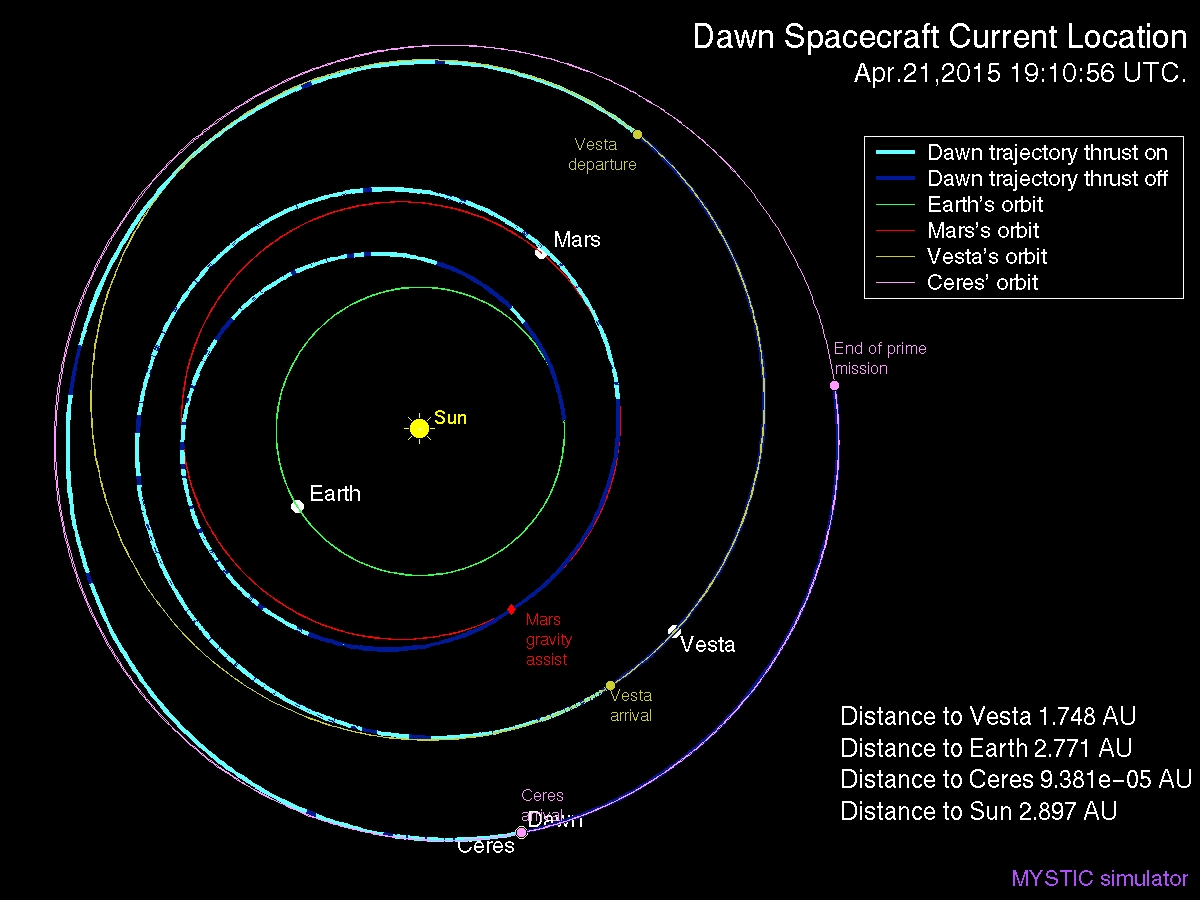 Dawn Spacecraft Current Location
Apr.21,2015 19:10:56 UTC.
Dawn trajectory thrust on
Dawn trajectory thrust off
Earth's orbit
Mars's orbit
Vesta's orbit
Ceres' orbit
Vesta
departure
Mars
End of prime
mission
Sun
Earth
Mars
gravity
assist
Vesta
Vesta
arrival
Ceres
arrival
Dawn
Ceres
Distance to Vesta 1.748 AU
Distance to Earth 2.771 AU
Distance to Ceres 9.381e−05 AU
Distance to Sun 2.897 AU
MYSTIC simulator